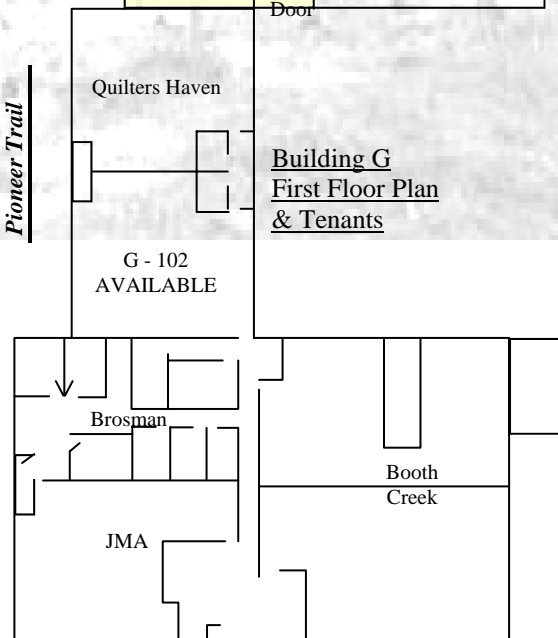 Door
Quilters Haven
Pioneer Trail
Building G
First Floor Plan
& Tenants
G - 102
AVAILABLE
Brosman
Booth
Creek
JMA